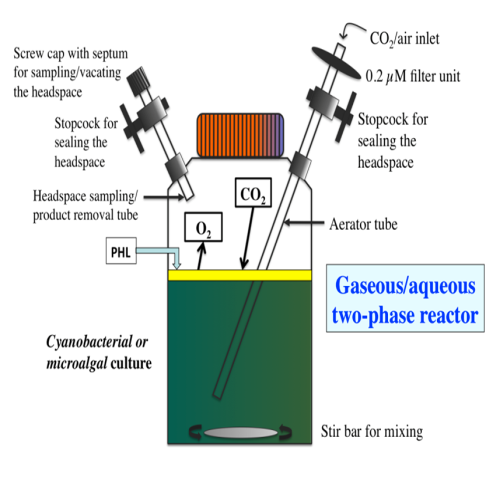 Screw cap with septum
for sampling/vacating
the headspace
Stopcock for
sealing the
headspace
Headspace sampling/
product removal tube
CO₂/air inlet
0.2 µM filter unit
Stopcock for
sealing the
headspace
CO₂
O₂
Aerator tube
PHL
Gaseous/aqueous
two-phase reactor
Cyanobacterial or
microalgal culture
Stir bar for mixing